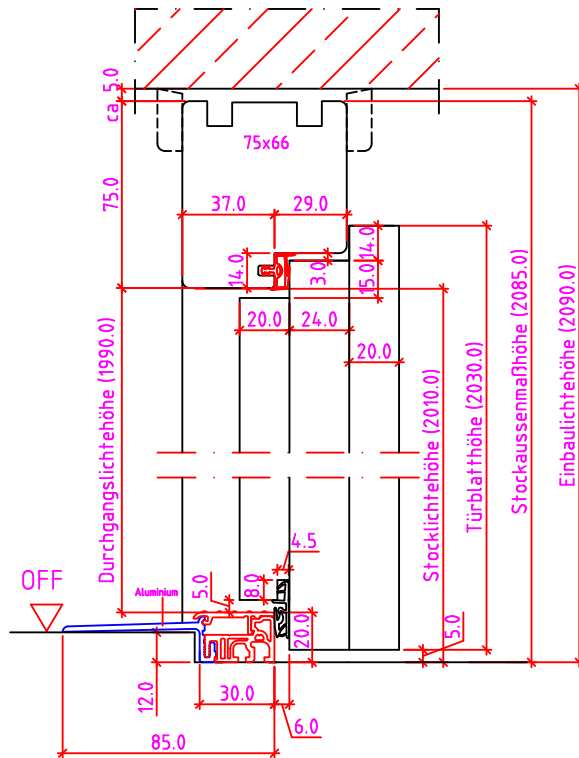 ca. 5.0
75x66
75.0
37.0
29.0
14.0
14.0
3.0
15.0
20.0
24.0
20.0
Durchgangslichtehöhe (1990.0)
Stocklichtehöhe (2010.0)
Türblatthöhe (2030.0)
Stockaussenmaßhöhe (2085.0)
Einbaulichtehöhe (2090.0)
4.5
OFF
Aluminium
5.0
8.0
20.0
5.0
12.0
30.0
6.0
85.0